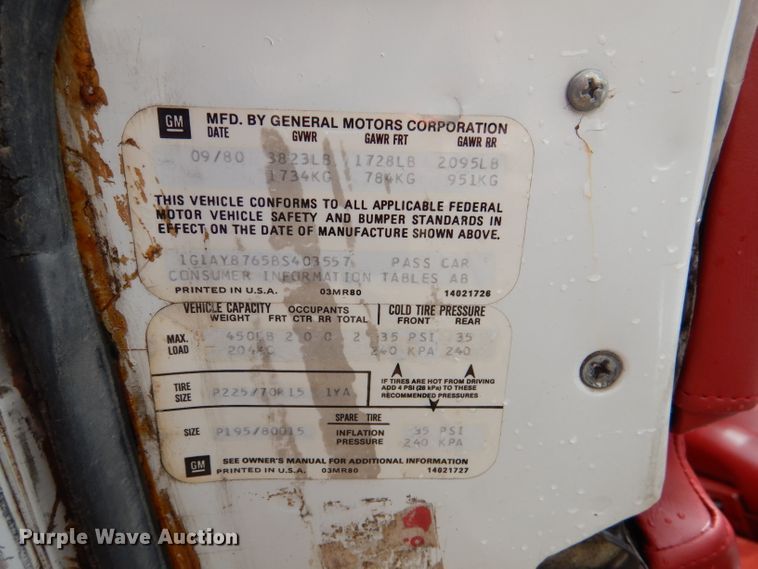 GM MFD. BY GENERAL MOTORS CORPORATION
DATE GVWR GAWR FRT GAWR RR
09/80 3823LB 1728LB 2095LB
1734KG 784KG 951KG
THIS VEHICLE CONFORMS TO ALL APPLICABLE FEDERAL
MOTOR VEHICLE SAFETY AND BUMPER STANDARDS IN
EFFECT ON THE DATE OF MANUFACTURE SHOWN ABOVE.
1G1AY8765BS403557 PASS CAR
CONSUMER INFORMATION TABLES AB
PRINTED IN U.S.A. 03MR80 14021726
VEHICLE CAPACITY OCCUPANTS COLD TIRE PRESSURE
WEIGHT FRT CTR RR TOTAL FRONT REAR
MAX. 450LB 2 0 0 2 35 PSI 35
LOAD 204KG 240 KPA 240
IF TIRES ARE HOT FROM DRIVING
ADD 4 PSI (28 kPa) TO THESE
RECOMMENDED PRESSURES
TIRE
SIZE P225/70R15 1YA
SPARE TIRE
SIZE P195/80D15 INFLATION 35 PSI
PRESSURE 240 KPA
SEE OWNER'S MANUAL FOR ADDITIONAL INFORMATION
GM PRINTED IN U.S.A. 03MR80 14021727
Purple Wave Auction